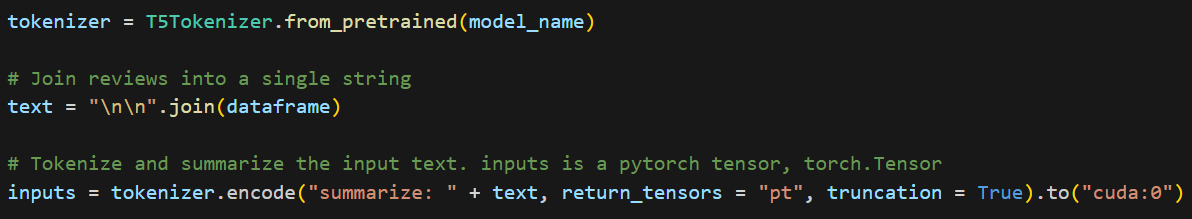 tokenizer = T5Tokenizer.from_pretrained(model_name)
# Join reviews into a single string
text = "\n\n".join(dataframe)
# Tokenize and summarize the input text. inputs is a pytorch tensor, torch.Tensor
inputs = tokenizer.encode("summarize: " + text, return_tensors = "pt", truncation = True).to("cuda:0")